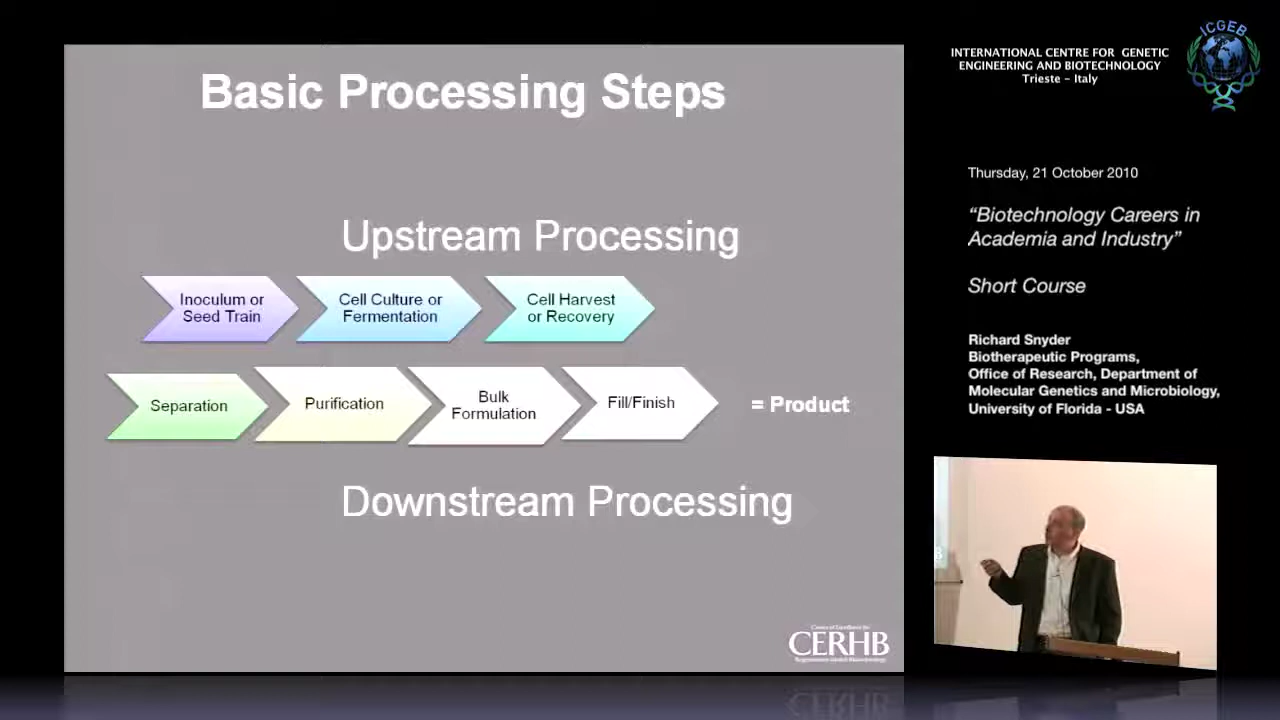 Basic Processing Steps
Upstream Processing
Inoculum or
Seed Train
Cell Culture or
Fermentation
Cell Harvest
or Recovery
Separation
Purification
Bulk
Formulation
Fill/Finish
= Product
Downstream Processing
CERHB
ICGEB
INTERNATIONAL CENTRE FOR GENETIC
ENGINEERING AND BIOTECHNOLOGY
Trieste – Italy
Thursday, 21 October 2010
“Biotechnology Careers in
Academia and Industry”
Short Course
Richard Snyder
Biotherapeutic Programs,
Office of Research, Department of
Molecular Genetics and Microbiology,
University of Florida - USA